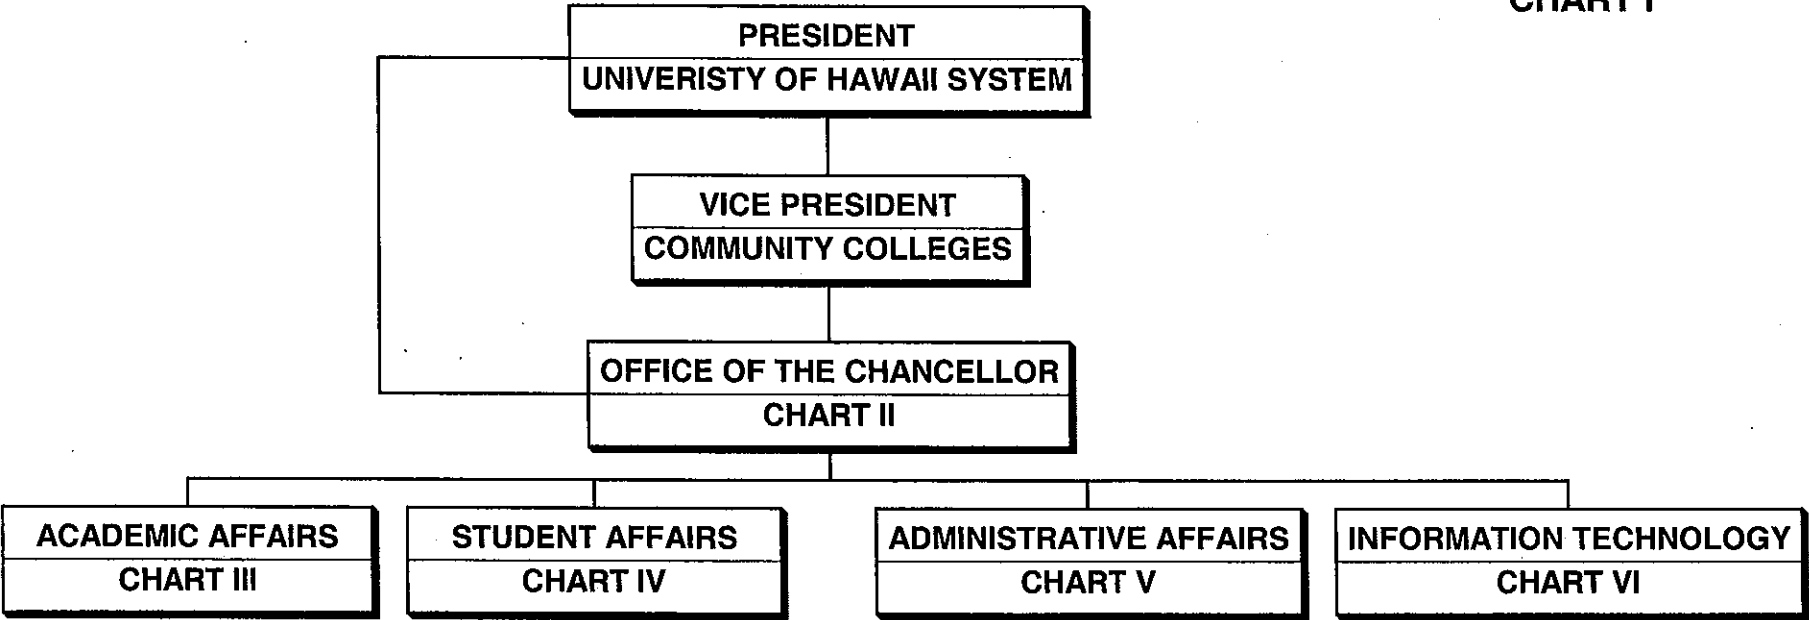 CHART I
PRESIDENT
UNIVERISTY OF HAWAII SYSTEM
VICE PRESIDENT
COMMUNITY COLLEGES
OFFICE OF THE CHANCELLOR
CHART II
ACADEMIC AFFAIRS
CHART III
STUDENT AFFAIRS
CHART IV
ADMINISTRATIVE AFFAIRS
CHART V
INFORMATION TECHNOLOGY
CHART VI